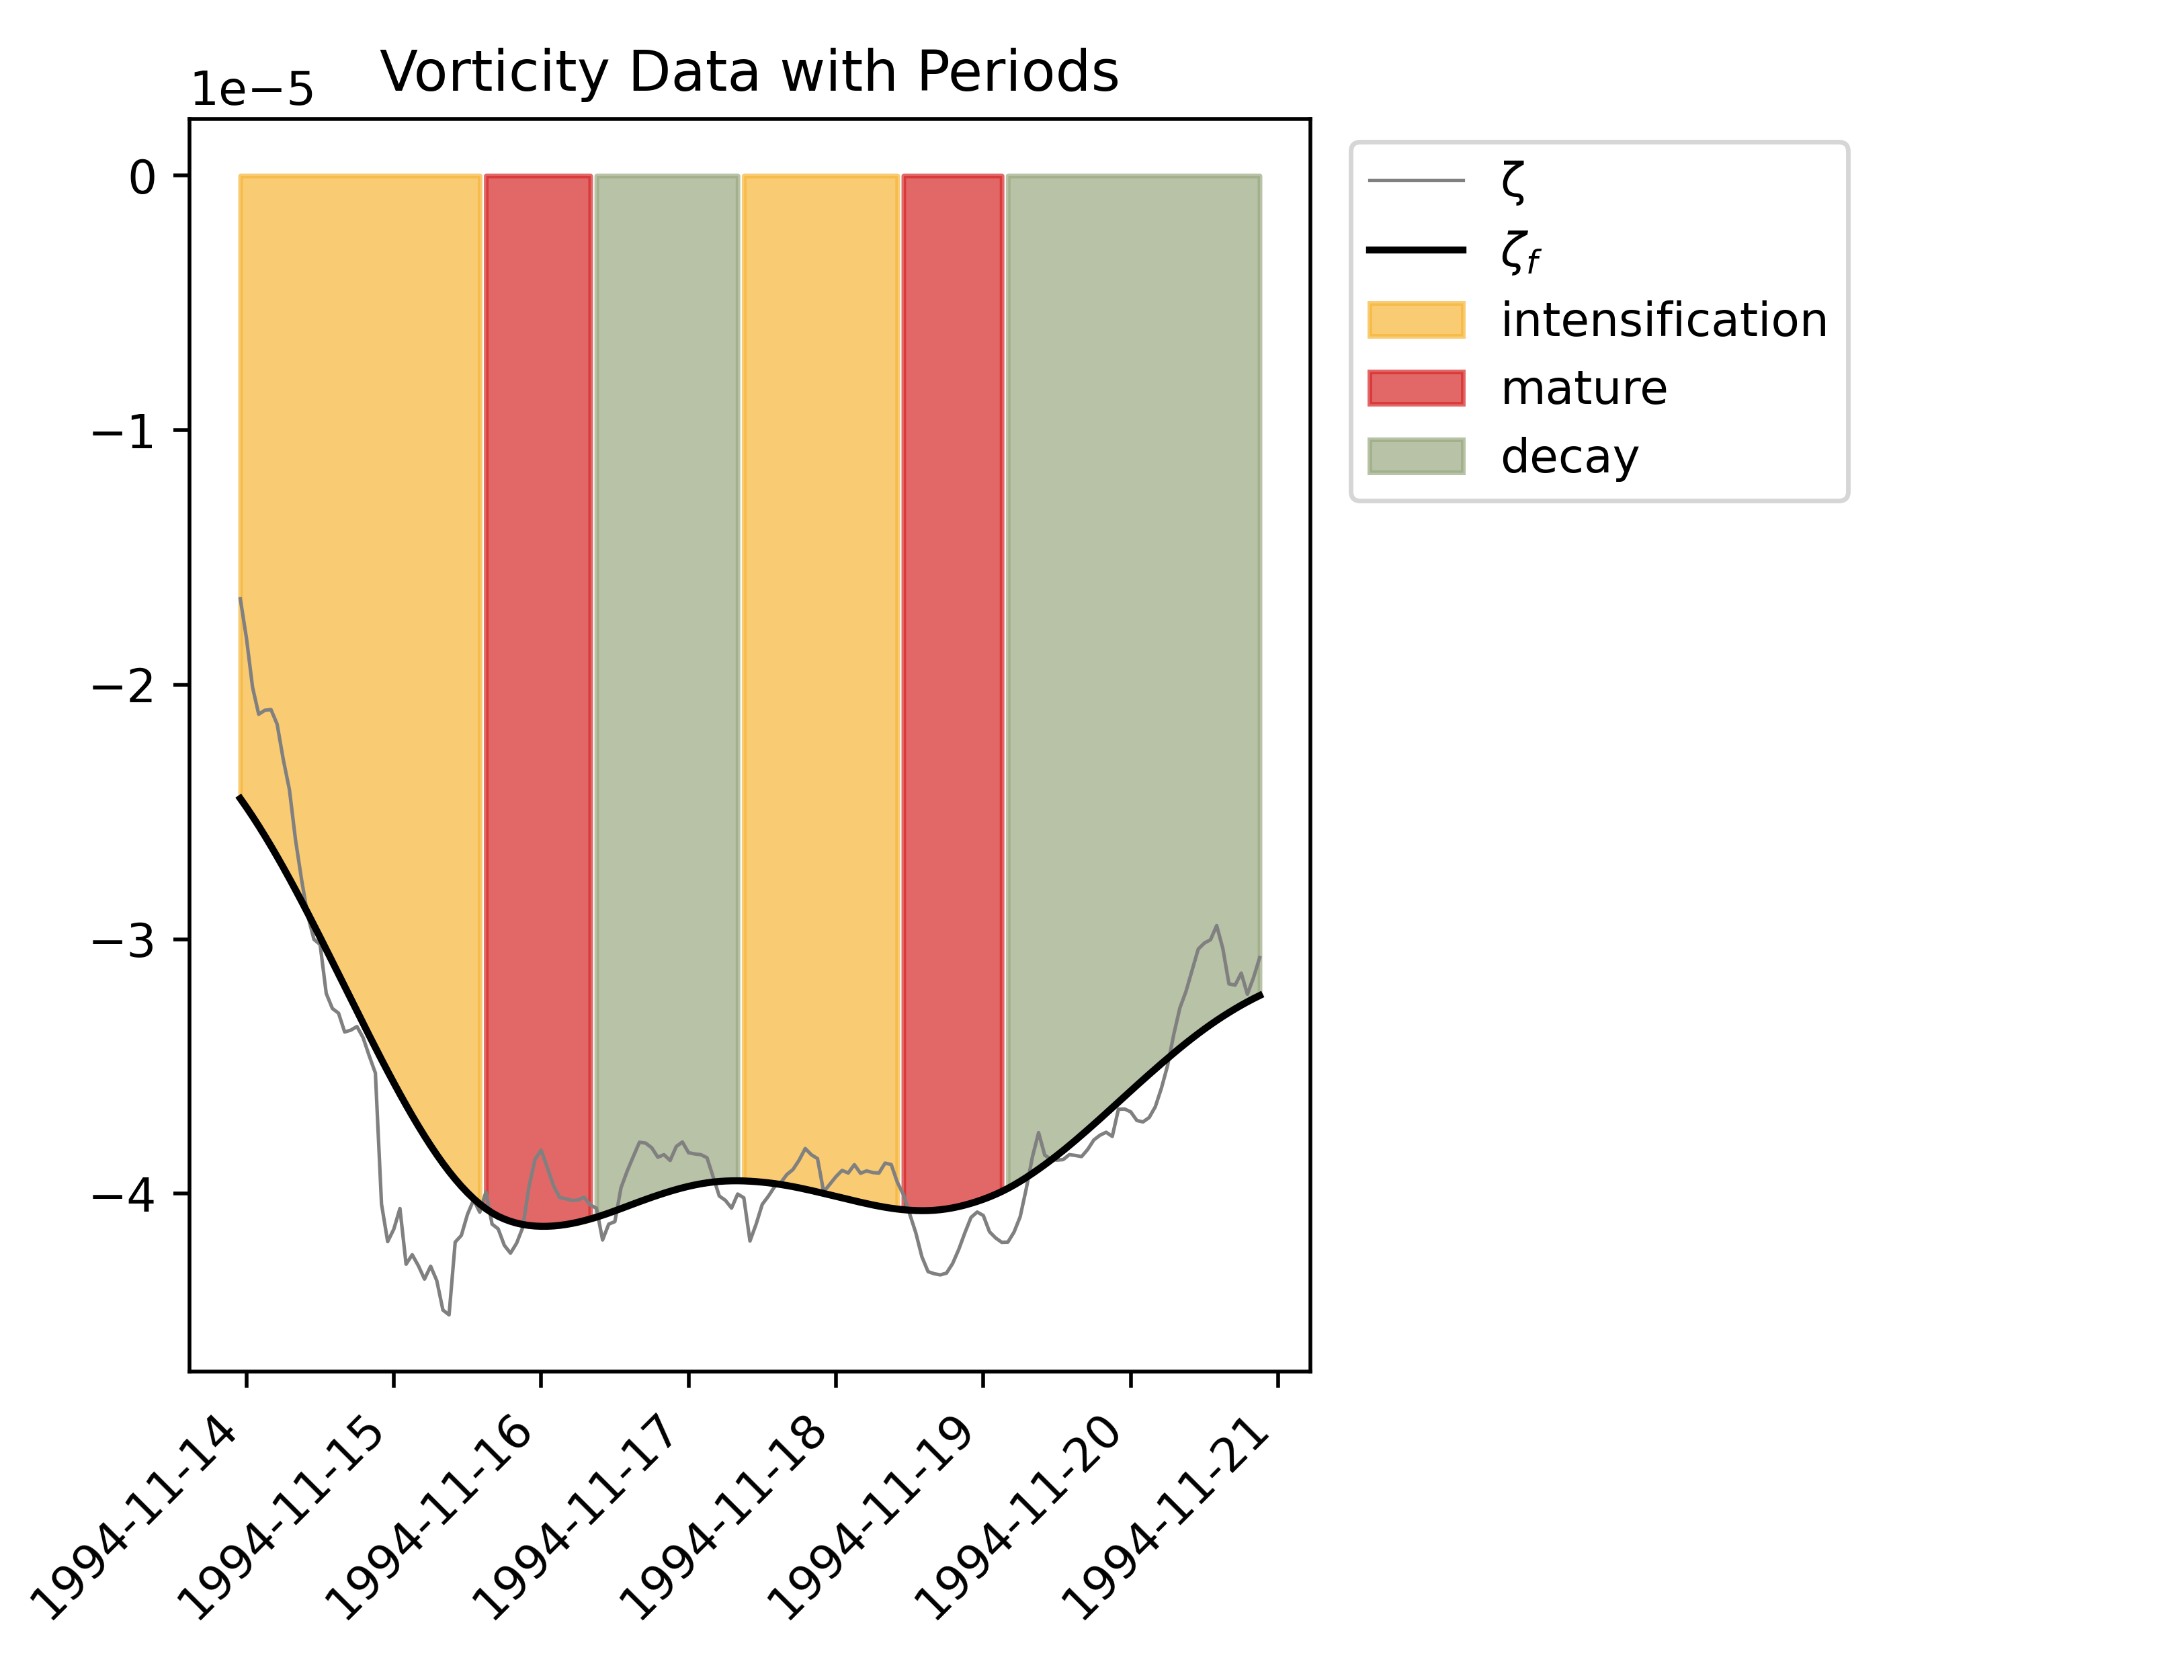 Vorticity Data with Periods
1e−5
0
−1
−2
−3
−4
1994-11-14
1994-11-15
1994-11-16
1994-11-17
1994-11-18
1994-11-19
1994-11-20
1994-11-21
ζ
ζf
intensification
mature
decay